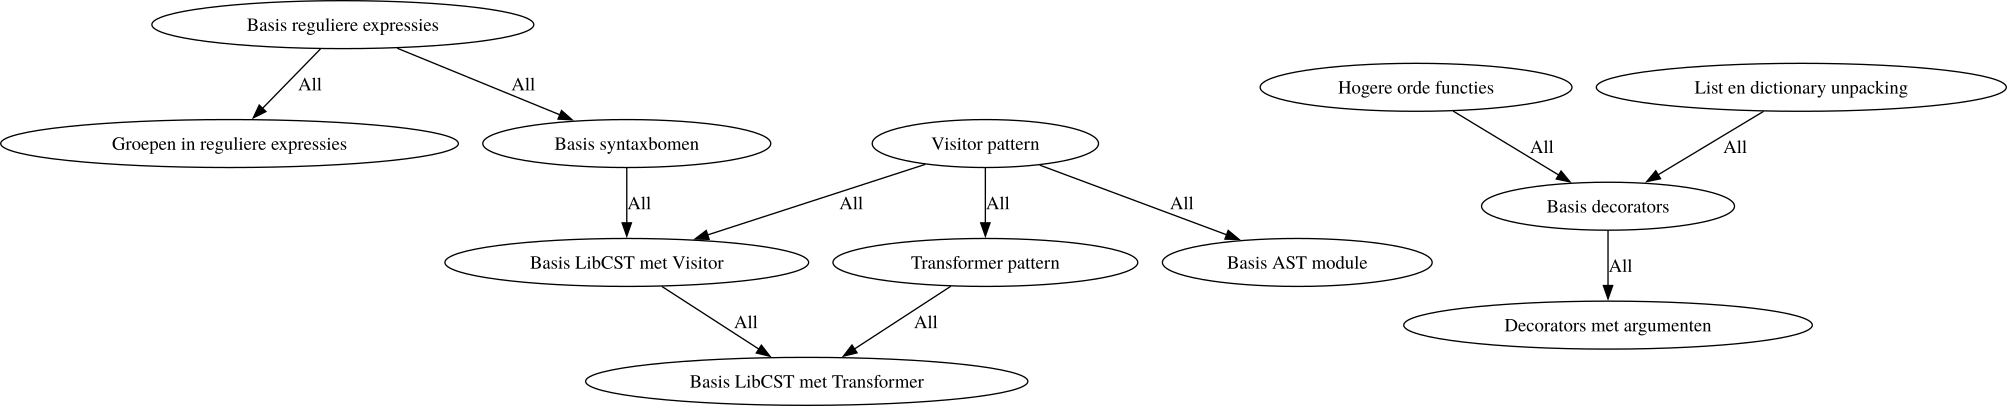 Basis reguliere expressies
All
All
Hogere orde functies
List en dictionary unpacking
Groepen in reguliere expressies
Basis syntaxbomen
Visitor pattern
All
All
All
All
All
All
Basis decorators
Basis LibCST met Visitor
Transformer pattern
Basis AST module
All
All
All
Decorators met argumenten
Basis LibCST met Transformer